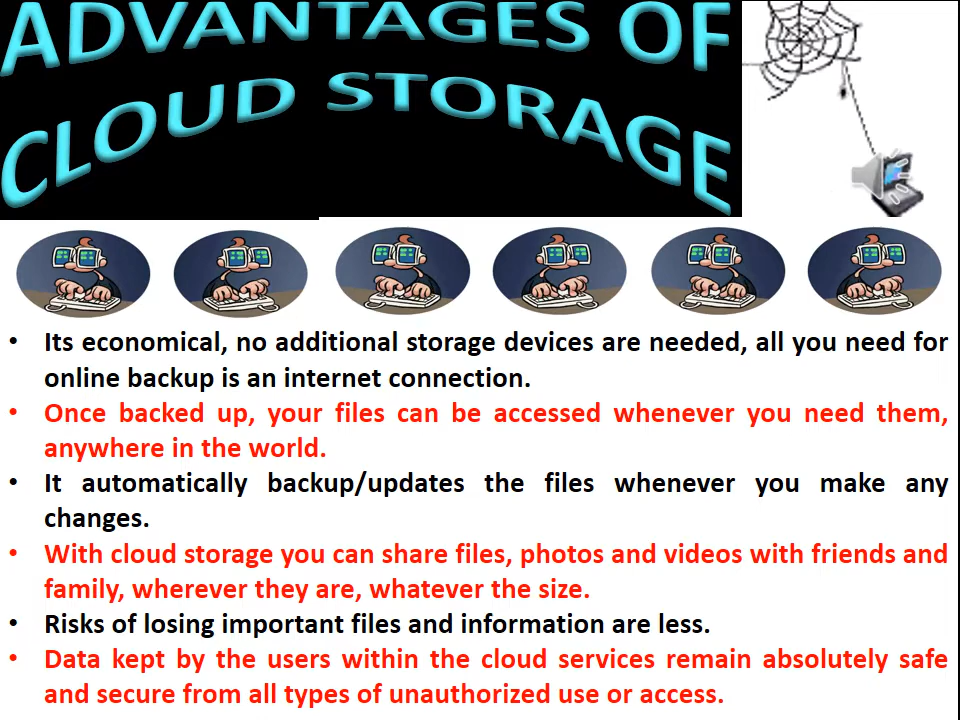 ADVANTAGES OF
CLOUD STORAGE
• Its economical, no additional storage devices are needed, all you need for
online backup is an internet connection.
• Once backed up, your files can be accessed whenever you need them,
anywhere in the world.
• It automatically backup/updates the files whenever you make any
changes.
• With cloud storage you can share files, photos and videos with friends and
family, wherever they are, whatever the size.
• Risks of losing important files and information are less.
• Data kept by the users within the cloud services remain absolutely safe
and secure from all types of unauthorized use or access.